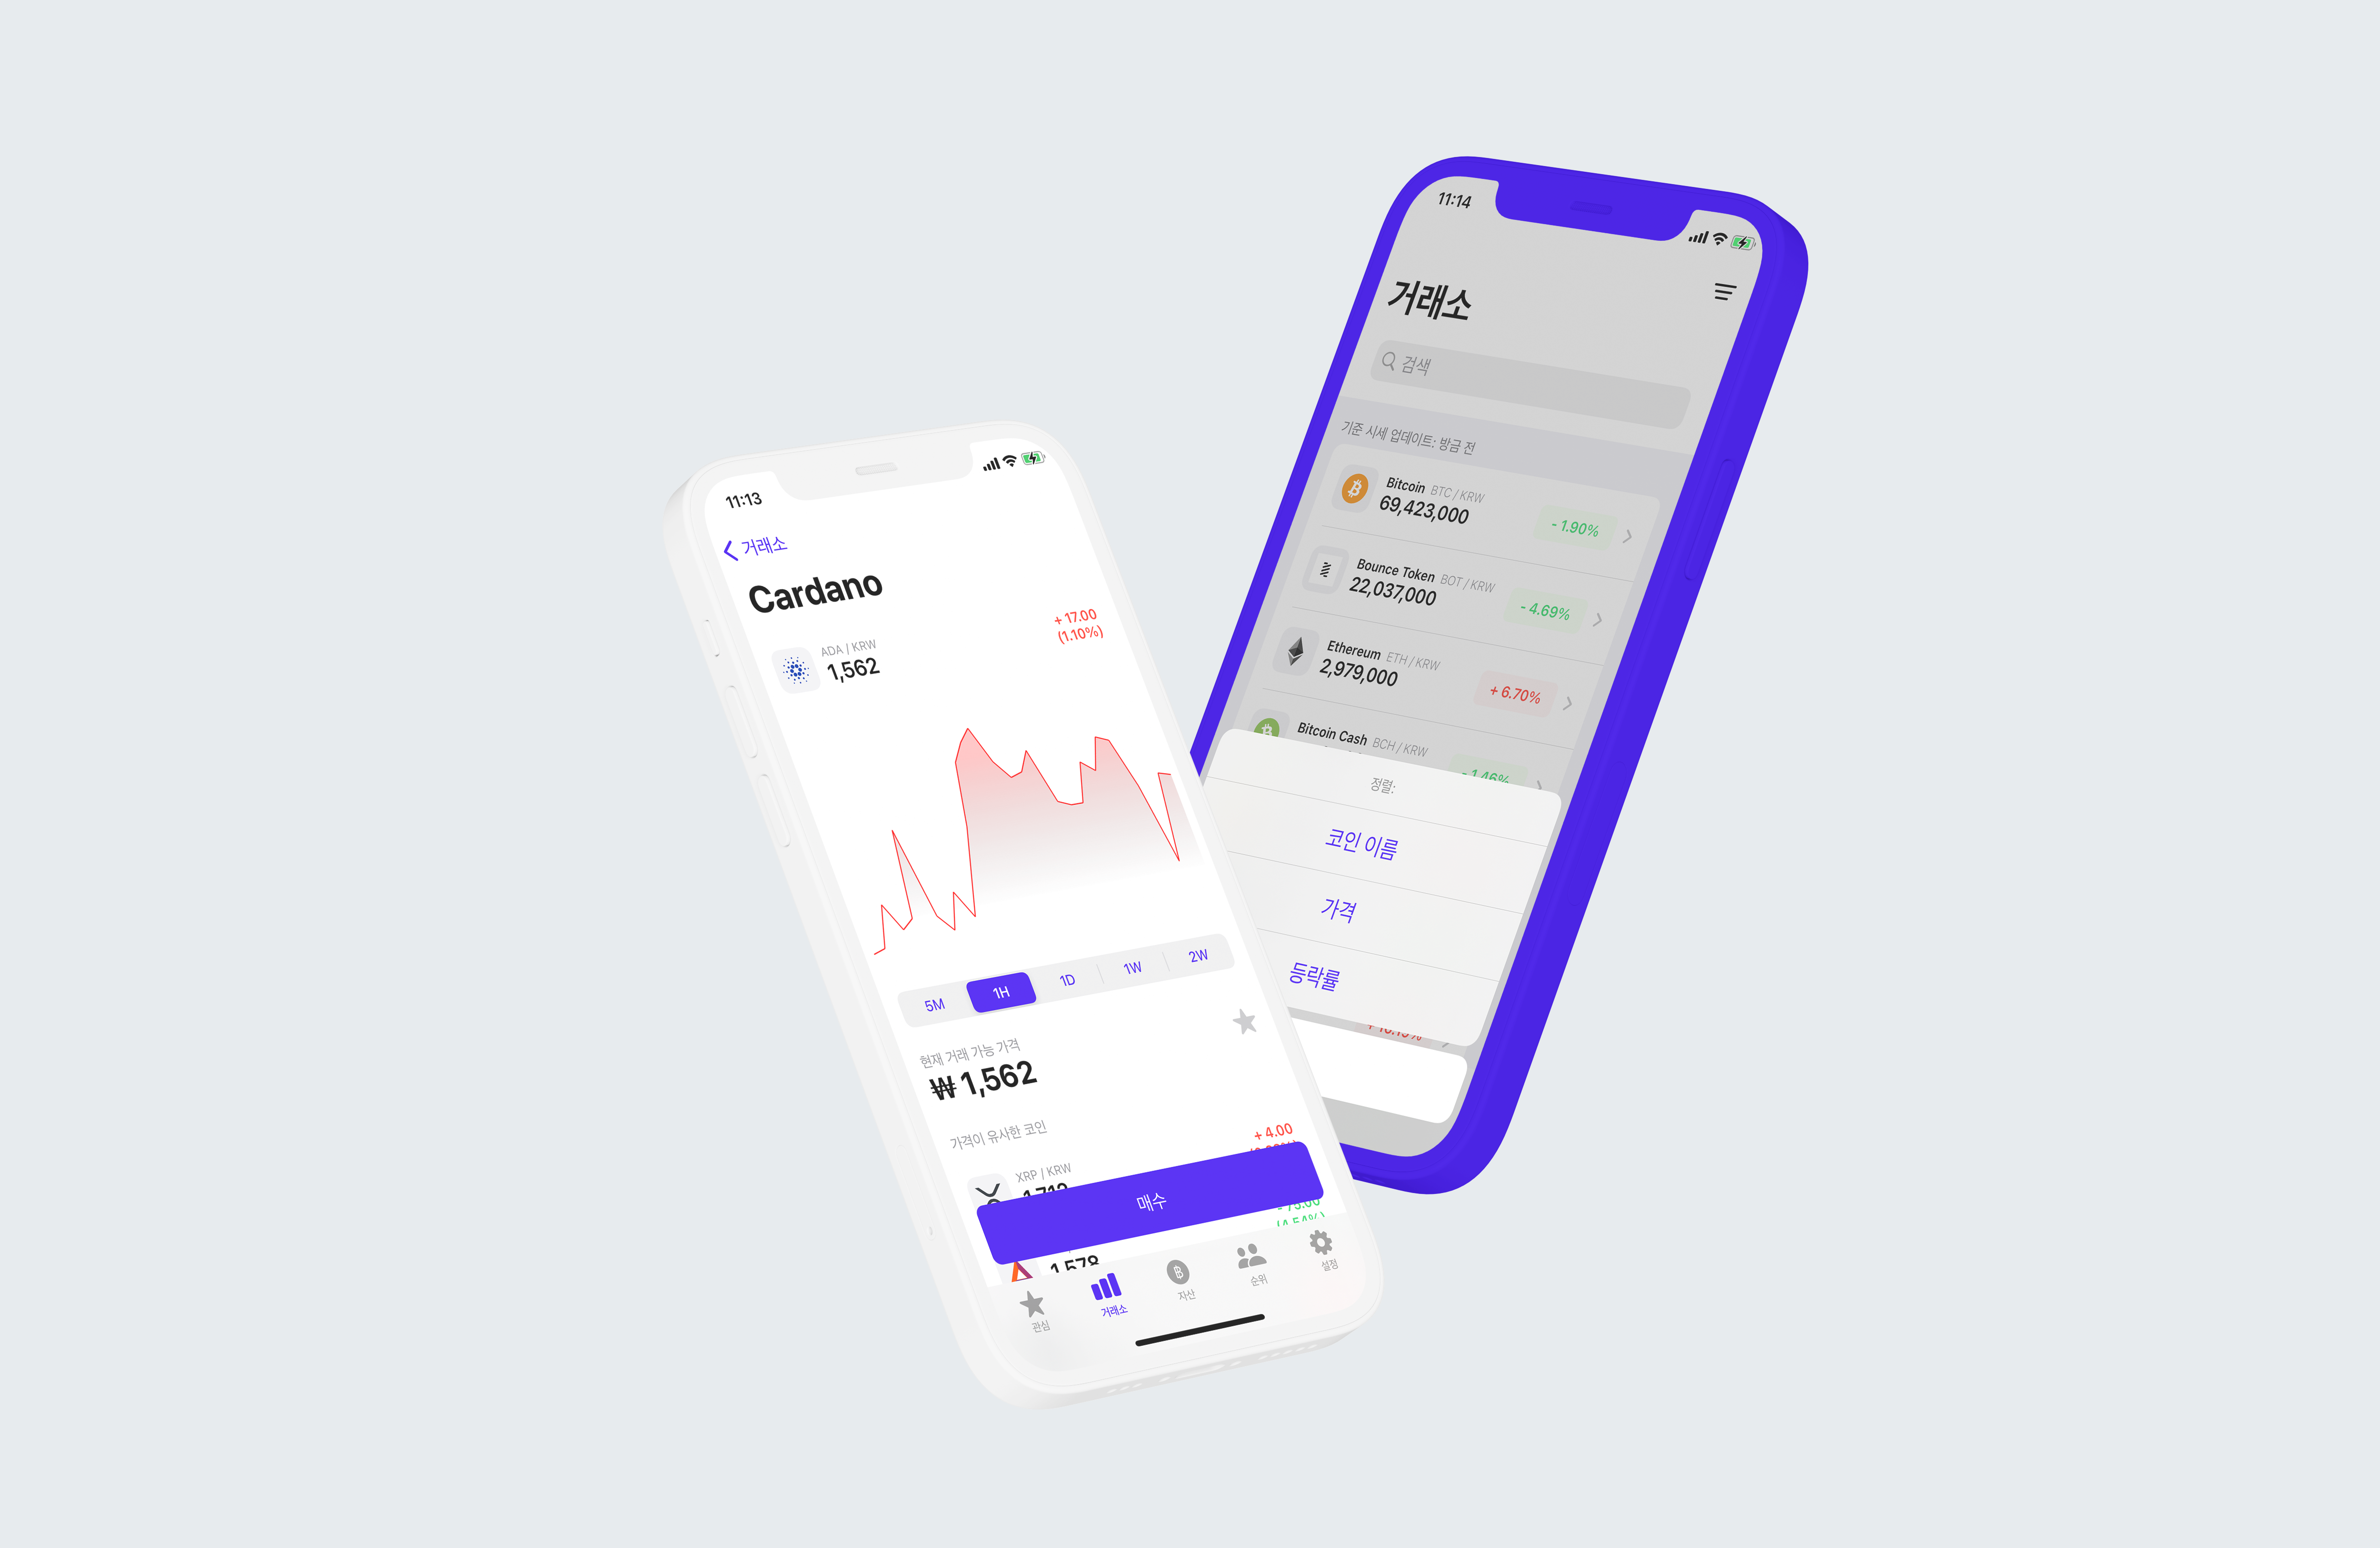 11:13
거래소
Cardano
ADA / KRW
1,562
+ 17.00
(1.10%)
5M
1H
1D
1W
2W
현재 거래 가능 가격
₩ 1,562
가격이 유사한 코인
XRP / KRW
+ 4.00
매수
관심
거래소
자산
순위
설정
11:14
거래소
검색
기준 시세 업데이트: 방금 전
Bitcoin BTC / KRW
69,423,000
- 1.90%
Bounce Token BOT / KRW
22,037,000
- 4.69%
Ethereum ETH / KRW
2,979,000
+ 6.70%
Bitcoin Cash BCH / KRW
- 1.46%
정렬:
코인 이름
가격
등락률